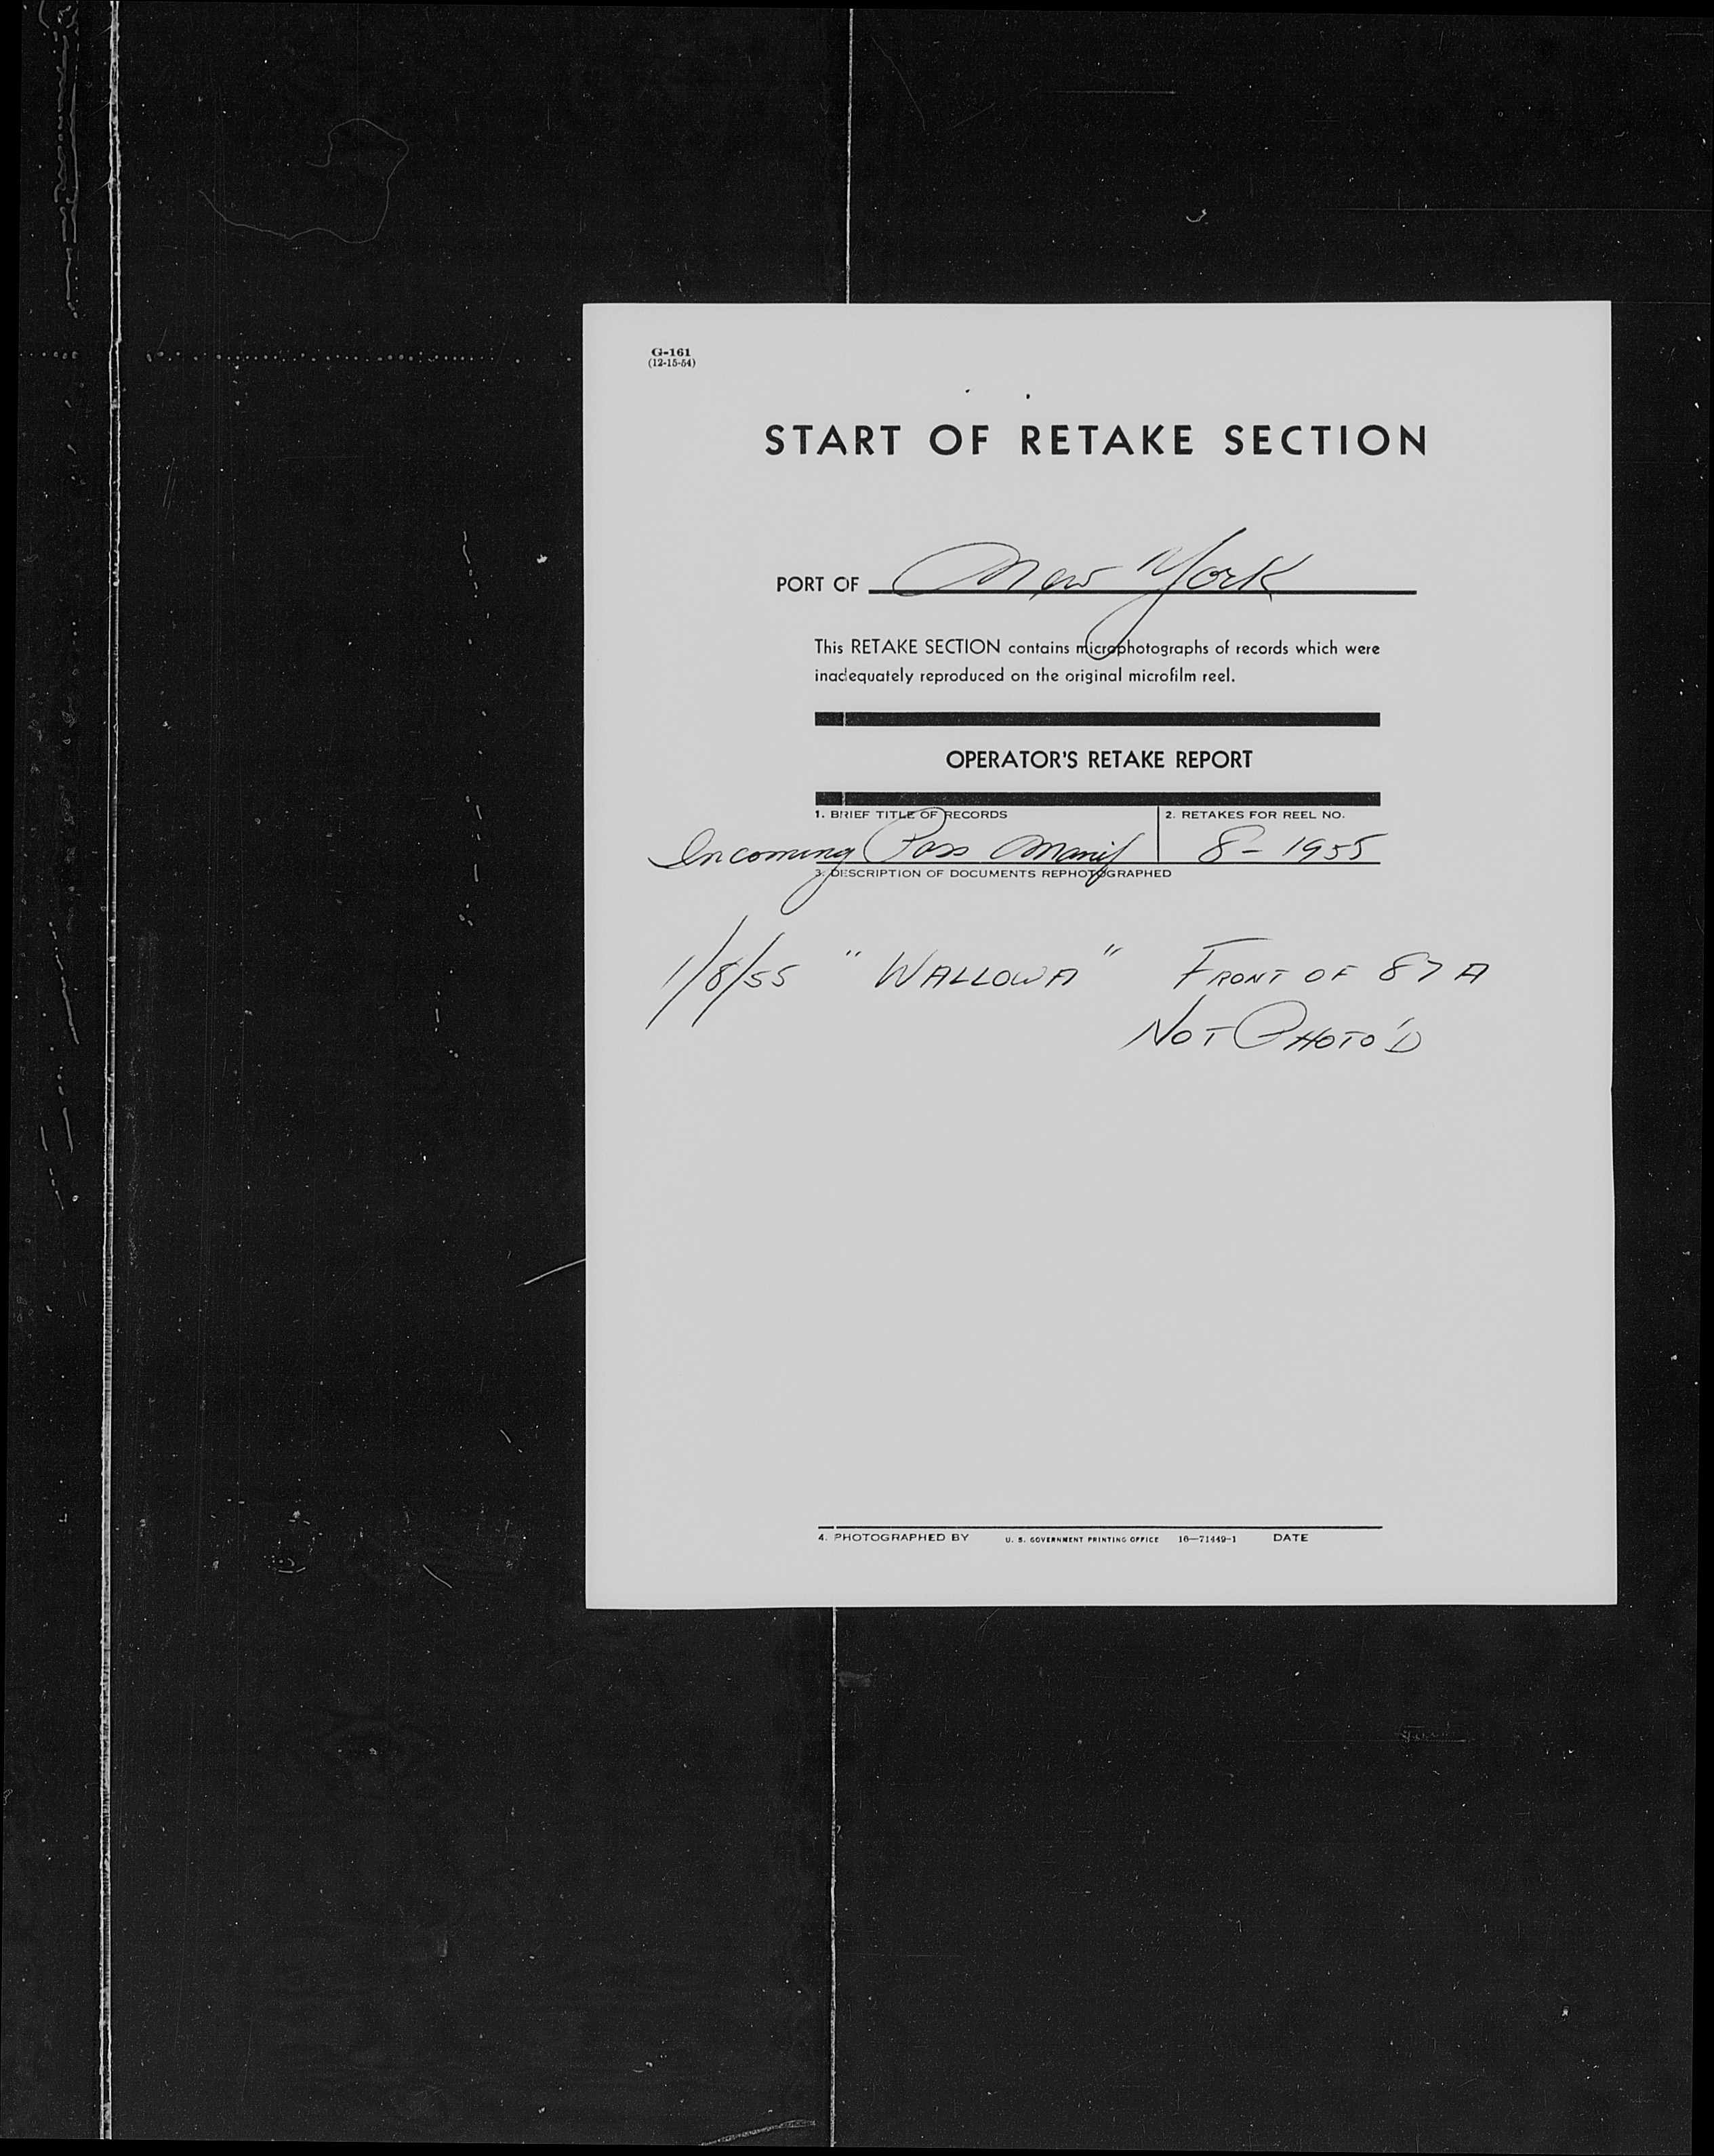 G-161
(12-15-54)
START OF RETAKE SECTION
PORT OF New York
This RETAKE SECTION contains microphotographs of records which were
inadequately reproduced on the original microfilm reel.
OPERATOR'S RETAKE REPORT
1. BRIEF TITLE OF RECORDS 2. RETAKES FOR REEL NO.
Incoming Pass Manif 8- 1955
3. DESCRIPTION OF DOCUMENTS REPHOTOGRAPHED
1/8/55 "WALLOWA" FRONT OF 87A
NOT PHOTO'D
4. PHOTOGRAPHED BY U. S. GOVERNMENT PRINTING OFFICE 16—71449-1 DATE